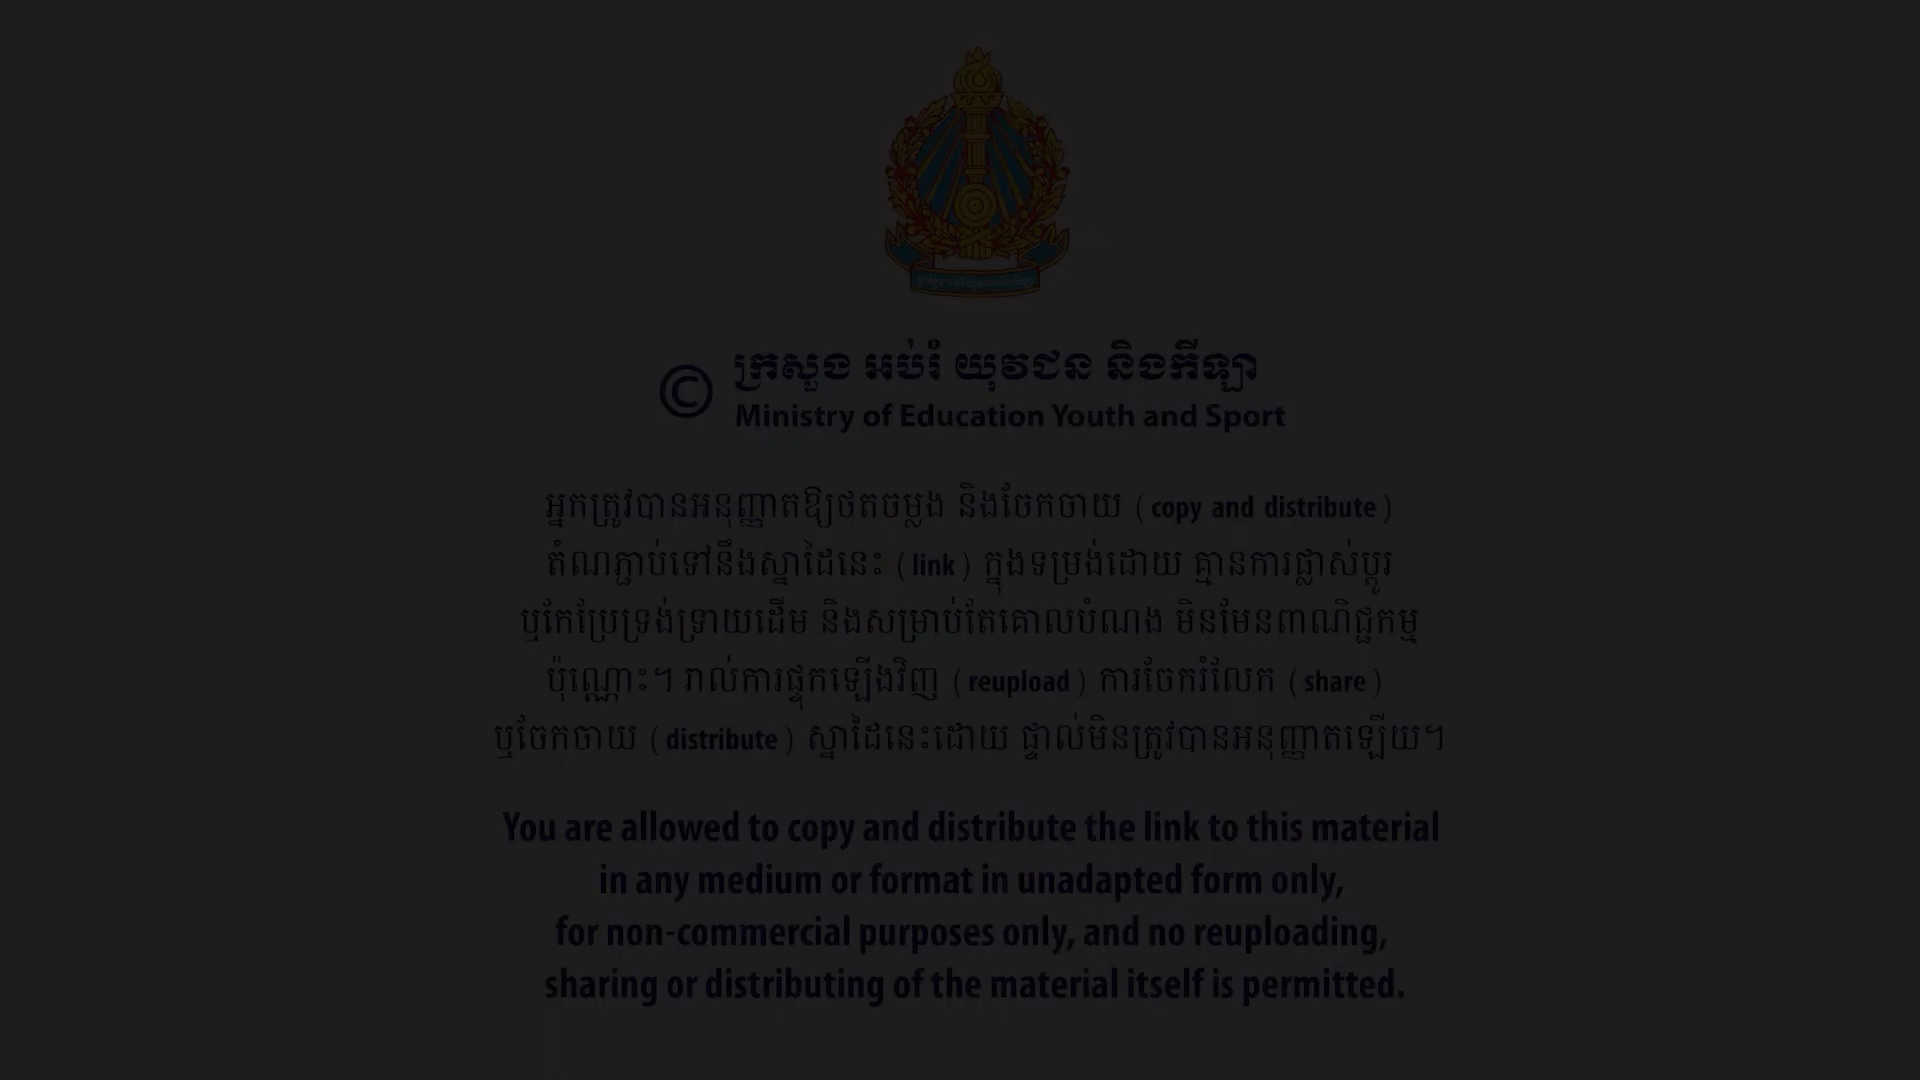 © ក្រសួង អប់រំ យុវជន និងកីឡា
Ministry of Education Youth and Sport
អ្នកត្រូវបានអនុញ្ញាតឱ្យថតចម្លង និងចែកចាយ (copy and distribute)
តំណភ្ជាប់ទៅនឹងស្នាដៃនេះ (link) ក្នុងទម្រង់ដោយ គ្មានការផ្លាស់ប្តូរ
ឬកែប្រែទ្រង់ទ្រាយដើម និងសម្រាប់តែគោលបំណង មិនមែនពាណិជ្ជកម្ម
ប៉ុណ្ណោះ។ រាល់ការផ្ទុកឡើងវិញ (reupload) ការចែករំលែក (share)
ឬចែកចាយ (distribute) ស្នាដៃនេះដោយ ផ្ទាល់មិនត្រូវបានអនុញ្ញាតឡើយ។
You are allowed to copy and distribute the link to this material
in any medium or format in unadapted form only,
for non-commercial purposes only, and no reuploading,
sharing or distributing of the material itself is permitted.